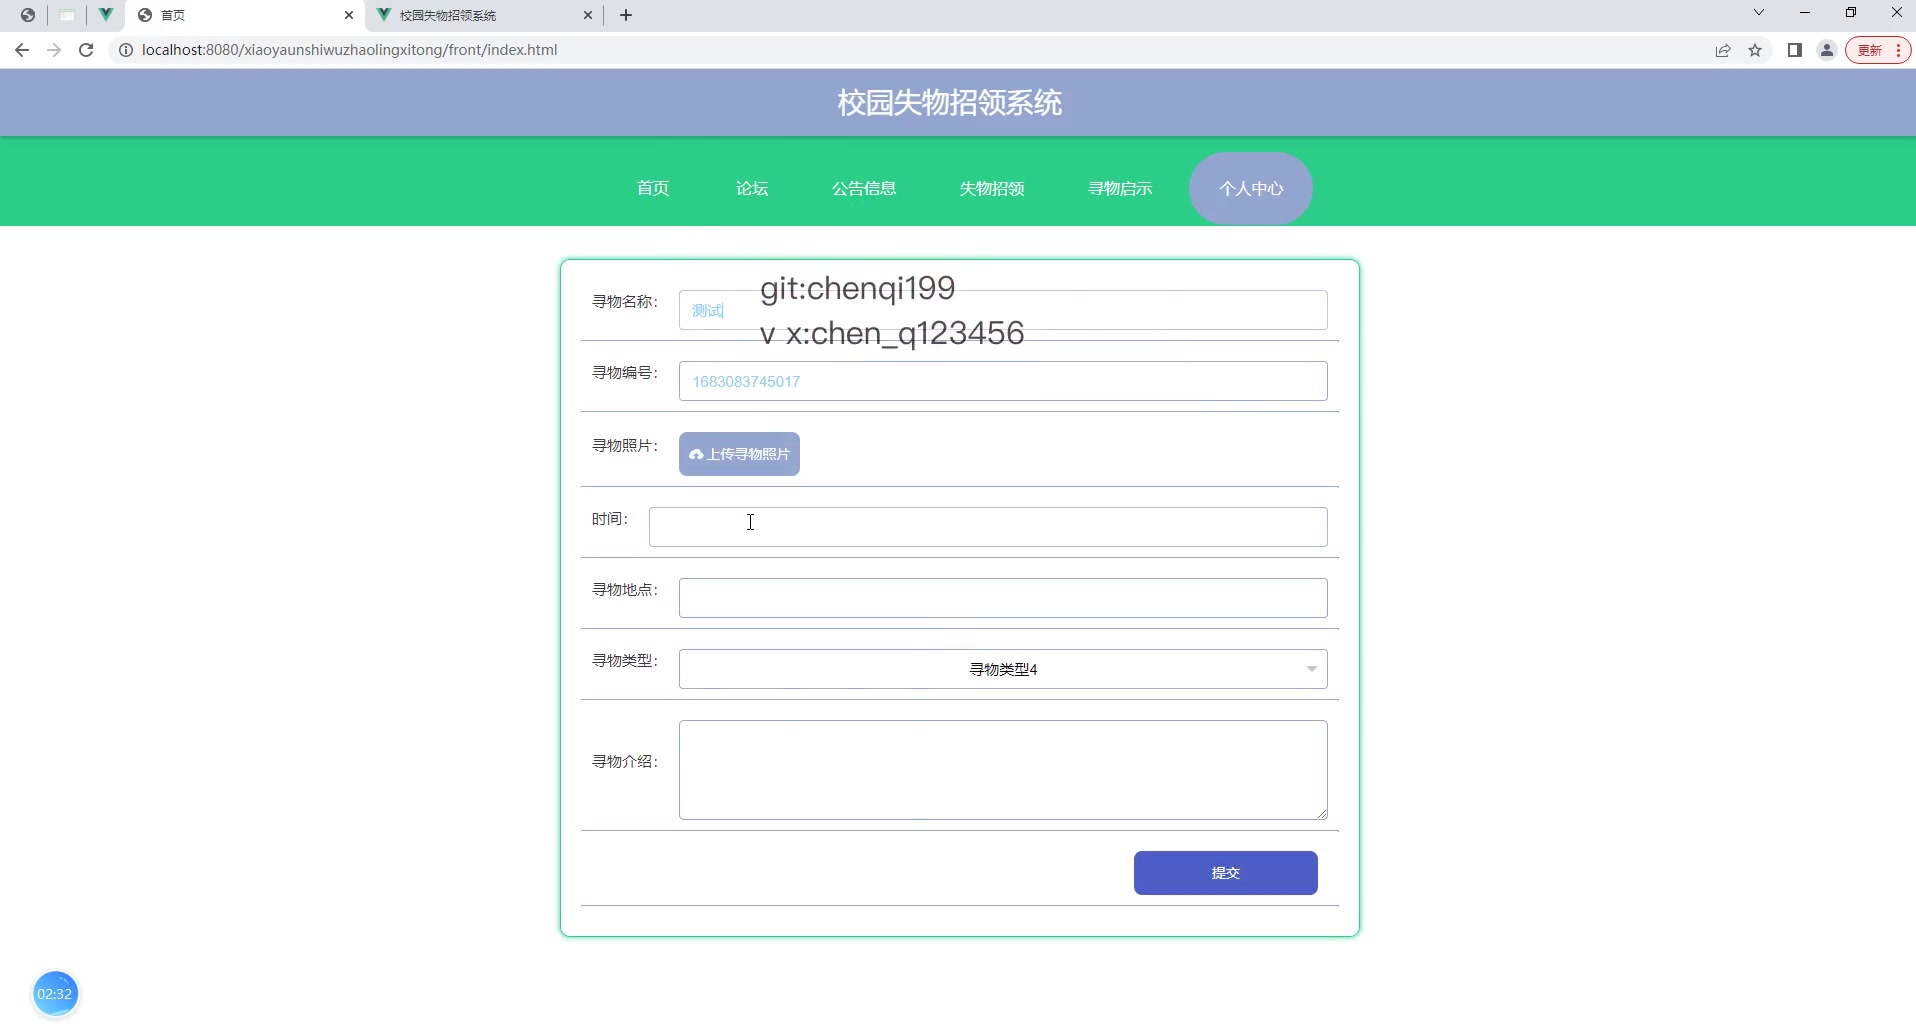 首页
校园失物招领系统
localhost:8080/xiaoyaunshiwuzhaolingxitong/front/index.html
更新
校园失物招领系统
首页 论坛 公告信息 失物招领 寻物启示 个人中心
git:chenqi199
寻物名称： 测试
v x:chen_q123456
寻物编号： 1683083745017
寻物照片： 上传寻物照片
时间：
寻物地点：
寻物类型： 寻物类型4
寻物介绍：
提交
02:32